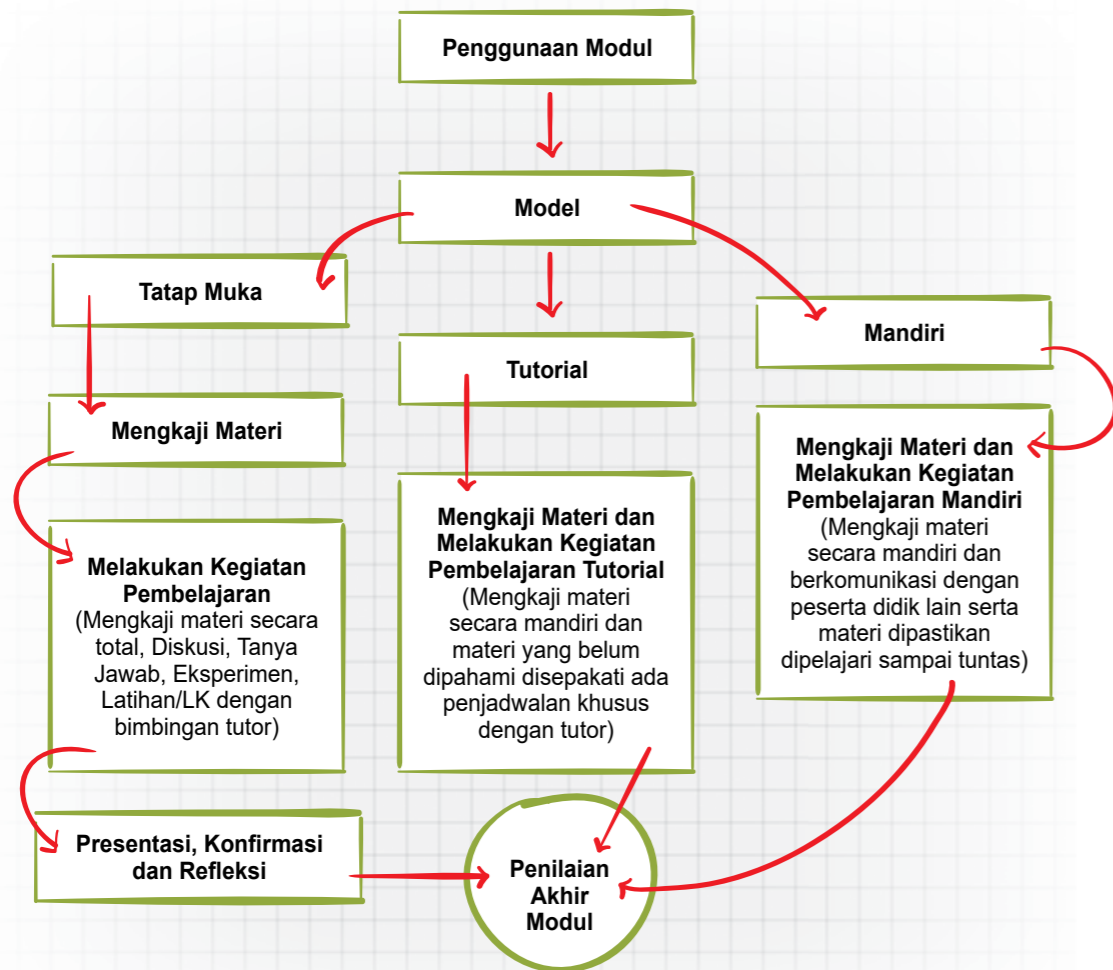 Penggunaan Modul
Model
Tatap Muka
Mengkaji Materi
Melakukan Kegiatan
Pembelajaran
(Mengkaji materi secara
total, Diskusi, Tanya
Jawab, Eksperimen,
Latihan/LK dengan
bimbingan tutor)
Presentasi, Konfirmasi
dan Refleksi
Tutorial
Mengkaji Materi dan
Melakukan Kegiatan
Pembelajaran Tutorial
(Mengkaji materi
secara mandiri dan
materi yang belum
dipahami disepakati ada
penjadwalan khusus
dengan tutor)
Mandiri
Mengkaji Materi dan
Melakukan Kegiatan
Pembelajaran Mandiri
(Mengkaji materi
secara mandiri dan
berkomunikasi dengan
peserta didik lain serta
materi dipastikan
dipelajari sampai tuntas)
Penilaian
Akhir
Modul